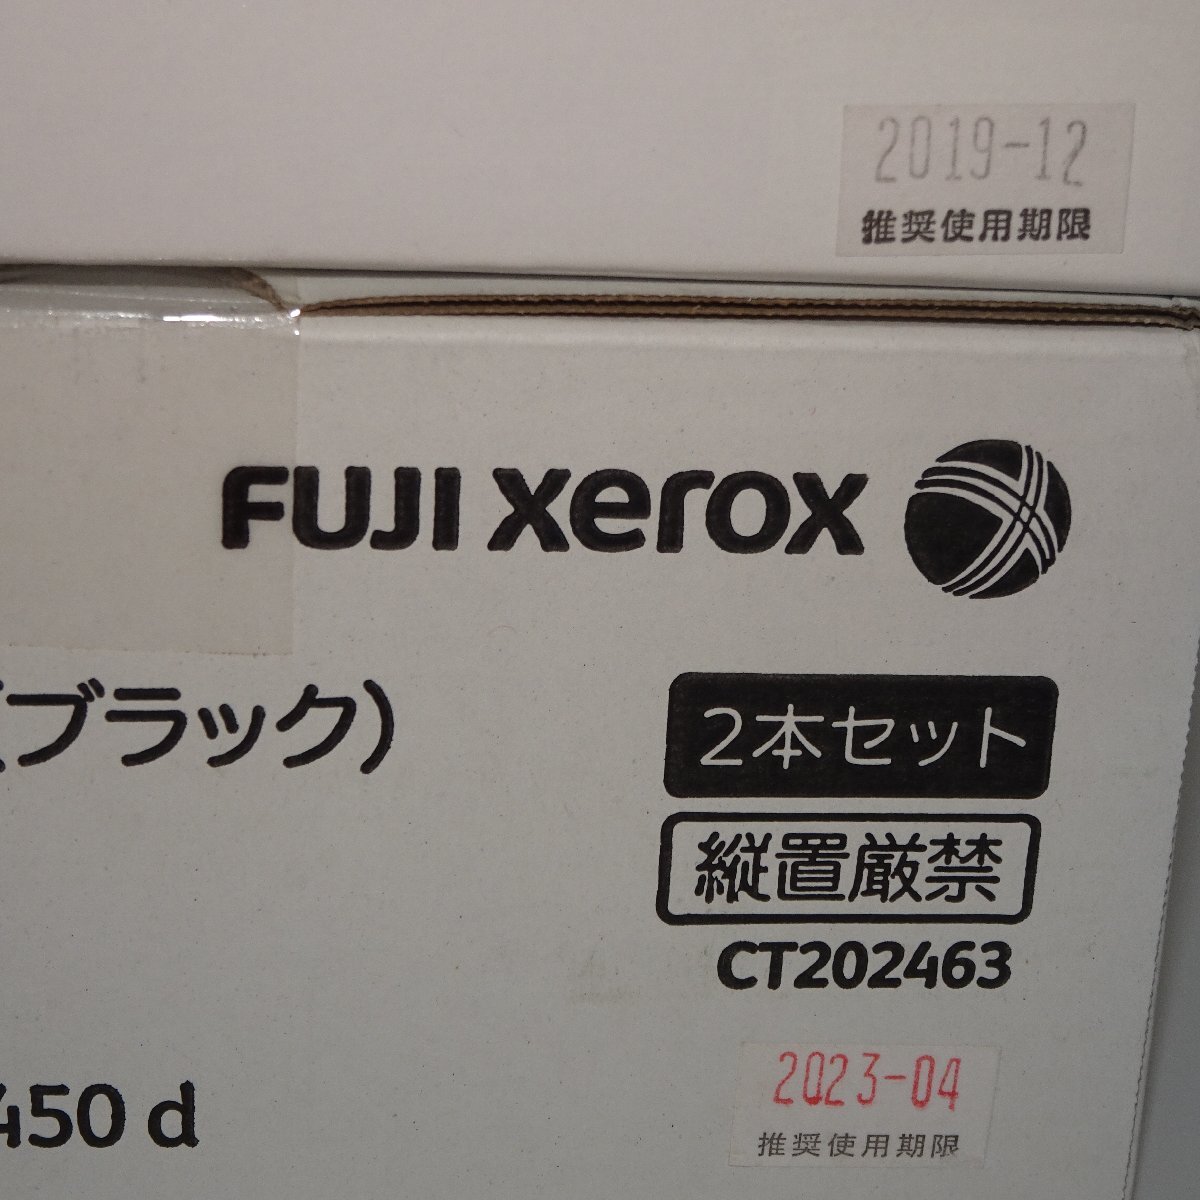 2019-12
推奨使用期限
FUJI xerox
(ブラック)
2本セット
縦置厳禁
CT202463
2023-04
推奨使用期限
450 d